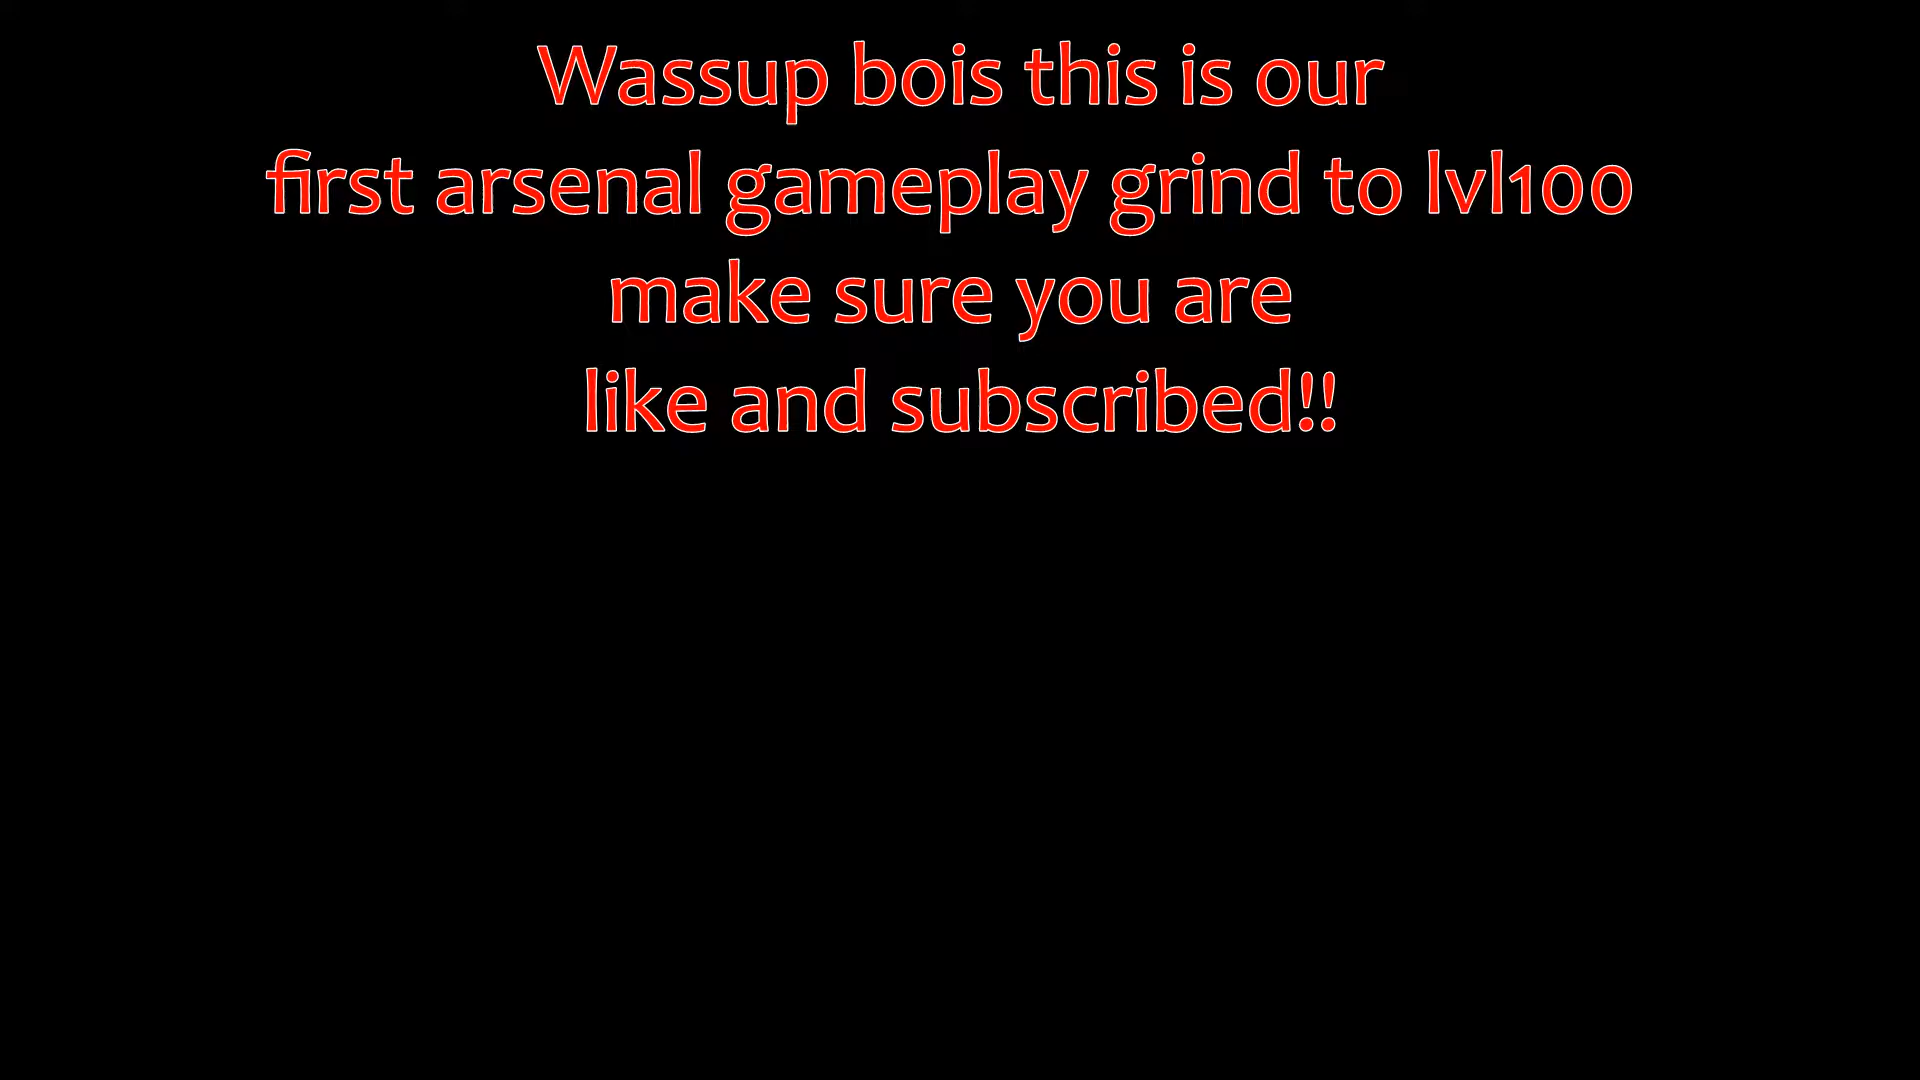 Wassup bois this is our
first arsenal gameplay grind to lvl100
make sure you are
like and subscribed!!